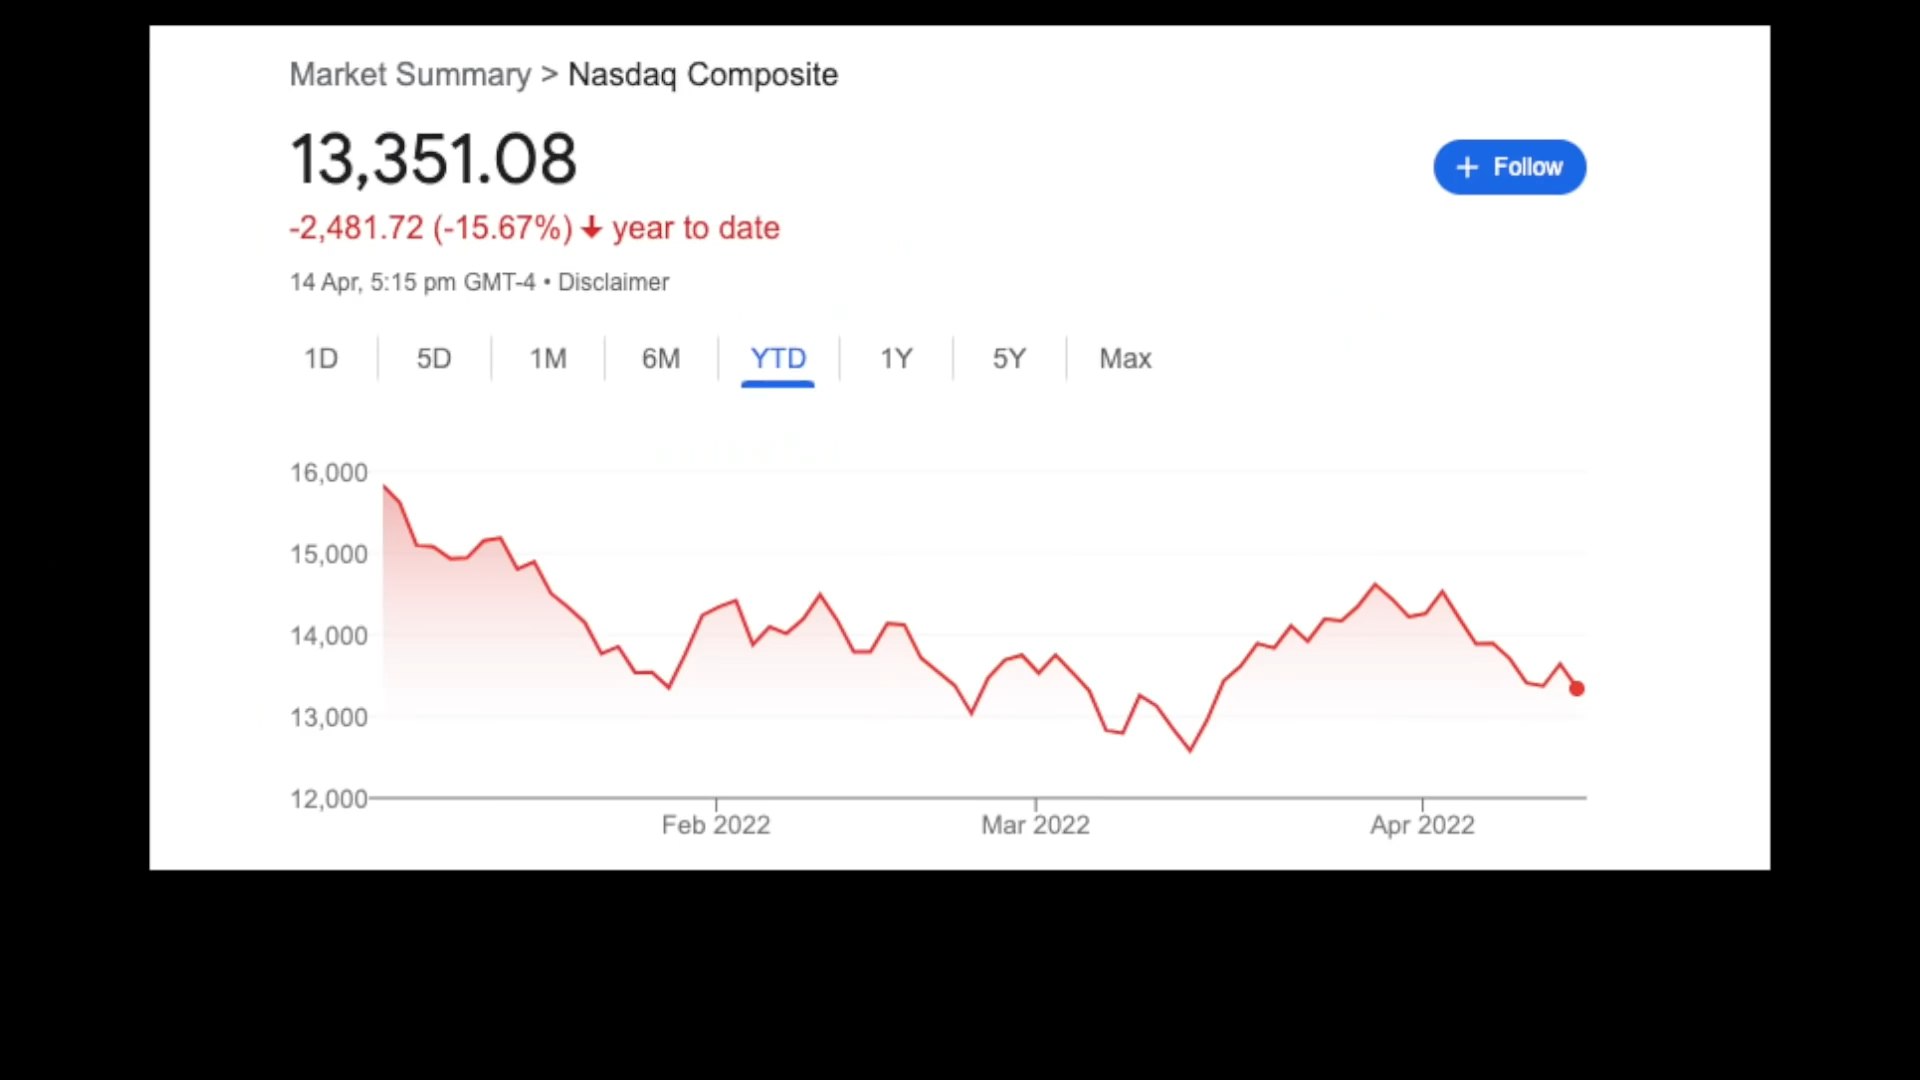 Market Summary > Nasdaq Composite
13,351.08
+ Follow
-2,481.72 (-15.67%) ↓ year to date
14 Apr, 5:15 pm GMT-4 • Disclaimer
1D 5D 1M 6M YTD 1Y 5Y Max
16,000
15,000
14,000
13,000
12,000
Feb 2022 Mar 2022 Apr 2022